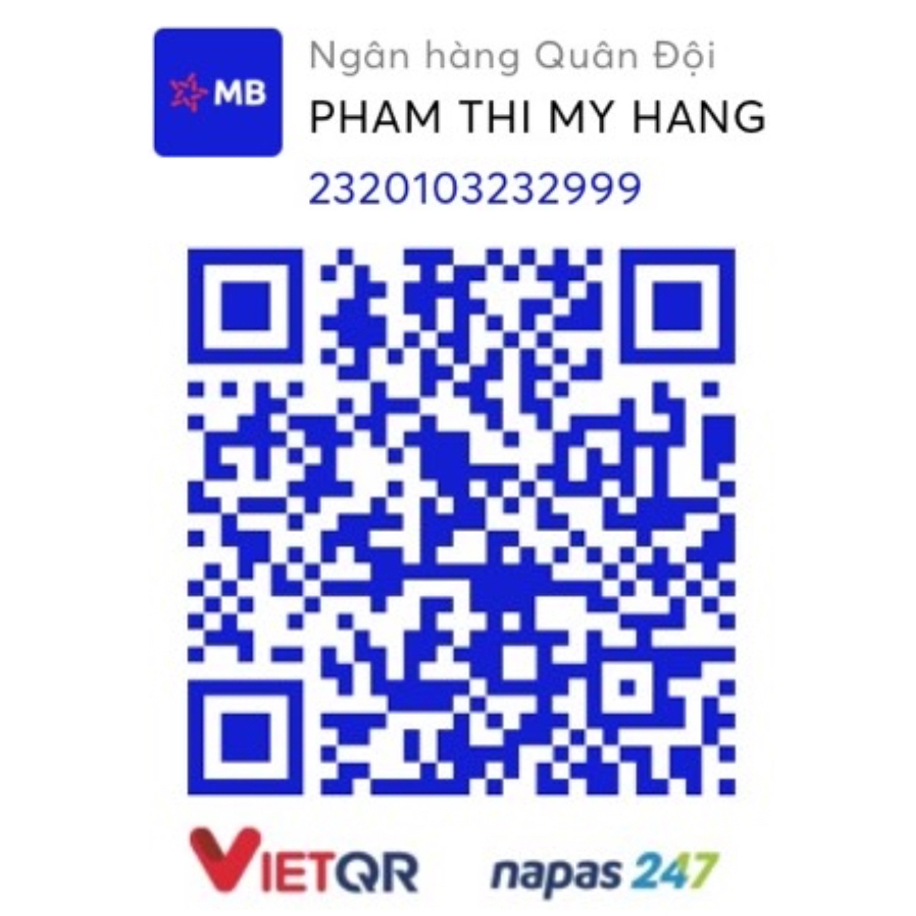 MB
Ngân hàng Quân Đội
PHAM THI MY HANG
2320103232999
VIETQR
napas 247